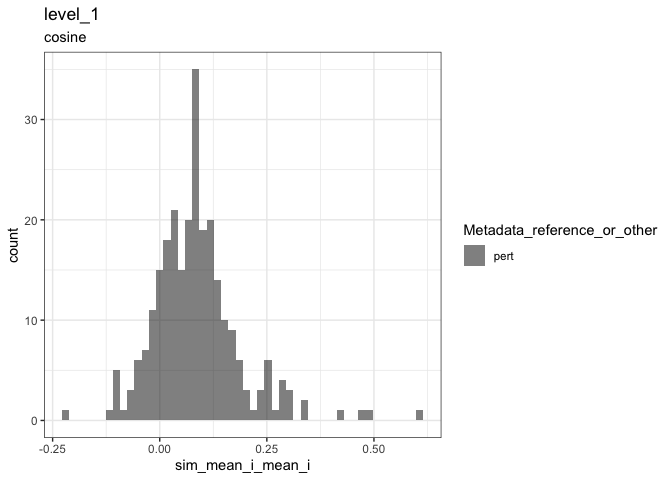 level_1
cosine
30
20
10
0
count
-0.25 0.00 0.25 0.50
sim_mean_i_mean_i
Metadata_reference_or_other
pert